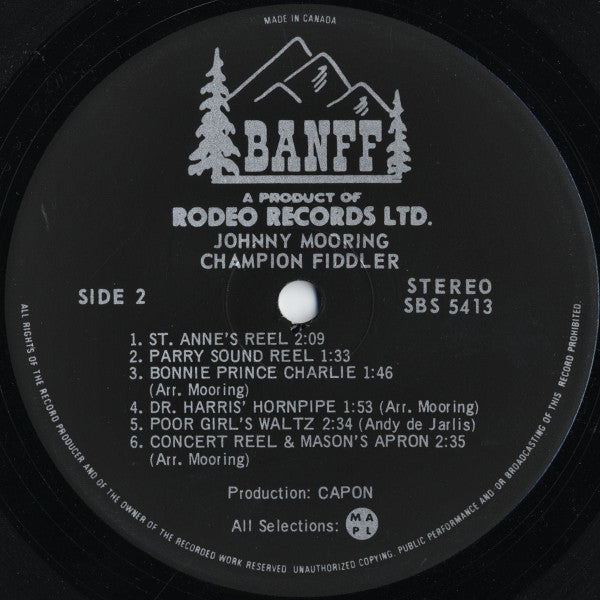 MADE IN CANADA
BANFF
A PRODUCT OF
RODEO RECORDS LTD.
JOHNNY MOORING
CHAMPION FIDDLER
SIDE 2
STEREO
SBS 5413
1. ST. ANNE'S REEL 2:09
2. PARRY SOUND REEL 1:33
3. BONNIE PRINCE CHARLIE 1:46
(Arr. Mooring)
4. DR. HARRIS' HORNPIPE 1:53 (Arr. Mooring)
5. POOR GIRL'S WALTZ 2:34 (Andy de Jarlis)
6. CONCERT REEL & MASON'S APRON 2:35
(Arr. Mooring)
Production: CAPON
All Selections: MAPL
ALL RIGHTS OF THE RECORD PRODUCER AND OF THE OWNER OF THE RECORDED WORK RESERVED. UNAUTHORIZED COPYING. PUBLIC PERFORMANCE AND OR BROADCASTING OF THIS RECORD PROHIBITED.